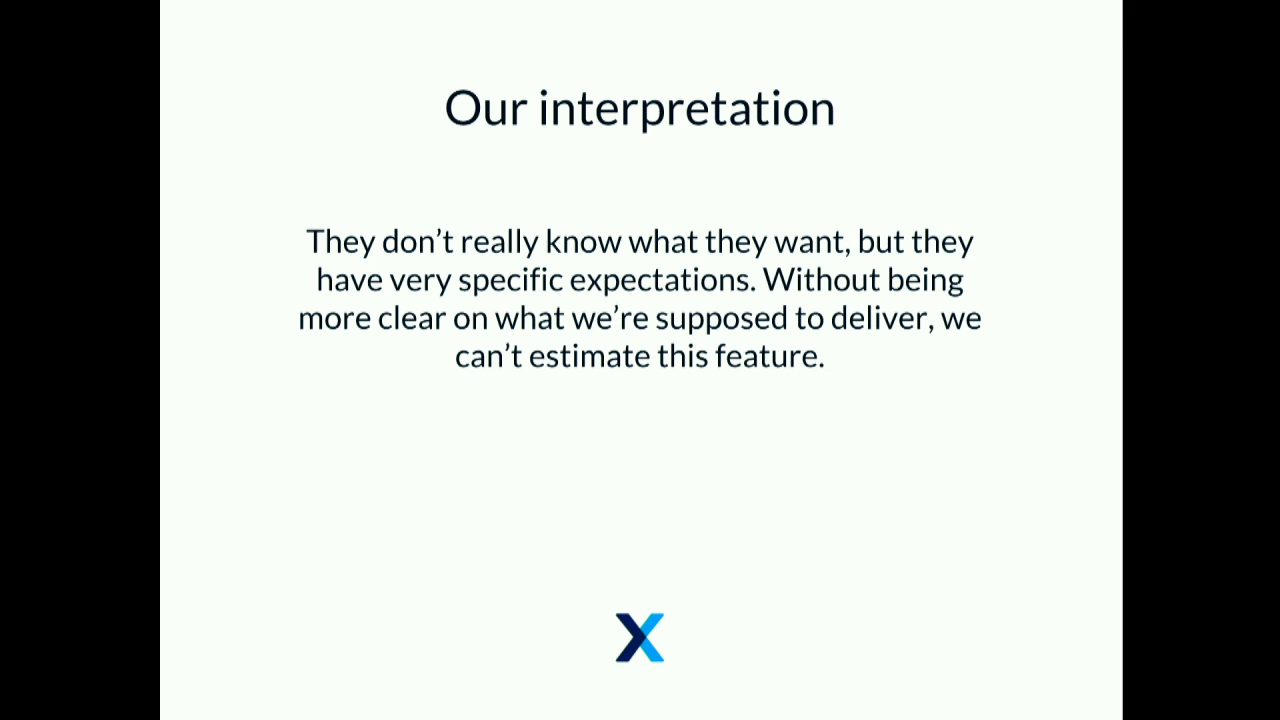 Our interpretation
They don’t really know what they want, but they
have very specific expectations. Without being
more clear on what we’re supposed to deliver, we
can’t estimate this feature.